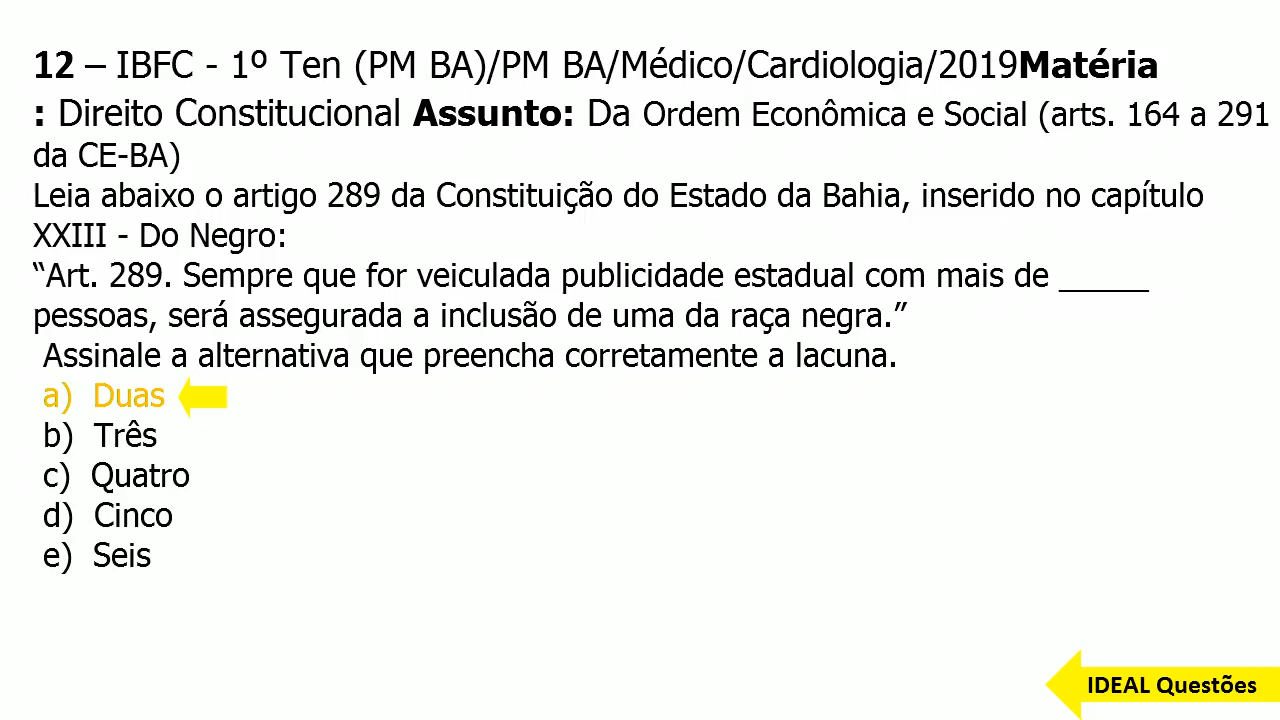 12 – IBFC - 1º Ten (PM BA)/PM BA/Médico/Cardiologia/2019Matéria
: Direito Constitucional Assunto: Da Ordem Econômica e Social (arts. 164 a 291
da CE-BA)
Leia abaixo o artigo 289 da Constituição do Estado da Bahia, inserido no capítulo
XXIII - Do Negro:
“Art. 289. Sempre que for veiculada publicidade estadual com mais de ______
pessoas, será assegurada a inclusão de uma da raça negra.”
Assinale a alternativa que preencha corretamente a lacuna.
a) Duas
b) Três
c) Quatro
d) Cinco
e) Seis
IDEAL Questões